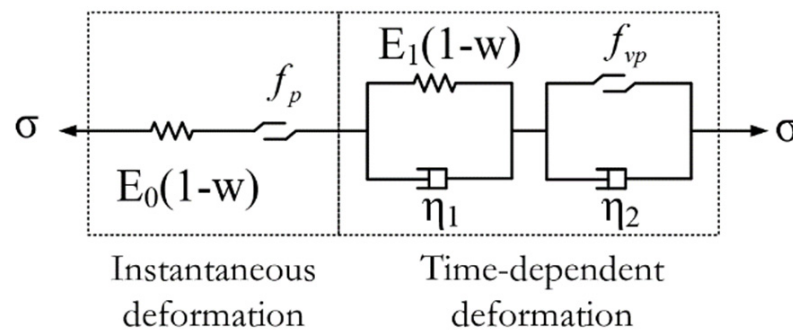 E₁(1-w) f_vp
f_p
σ σ
E₀(1-w)
η₁ η₂
Instantaneous Time-dependent
deformation deformation